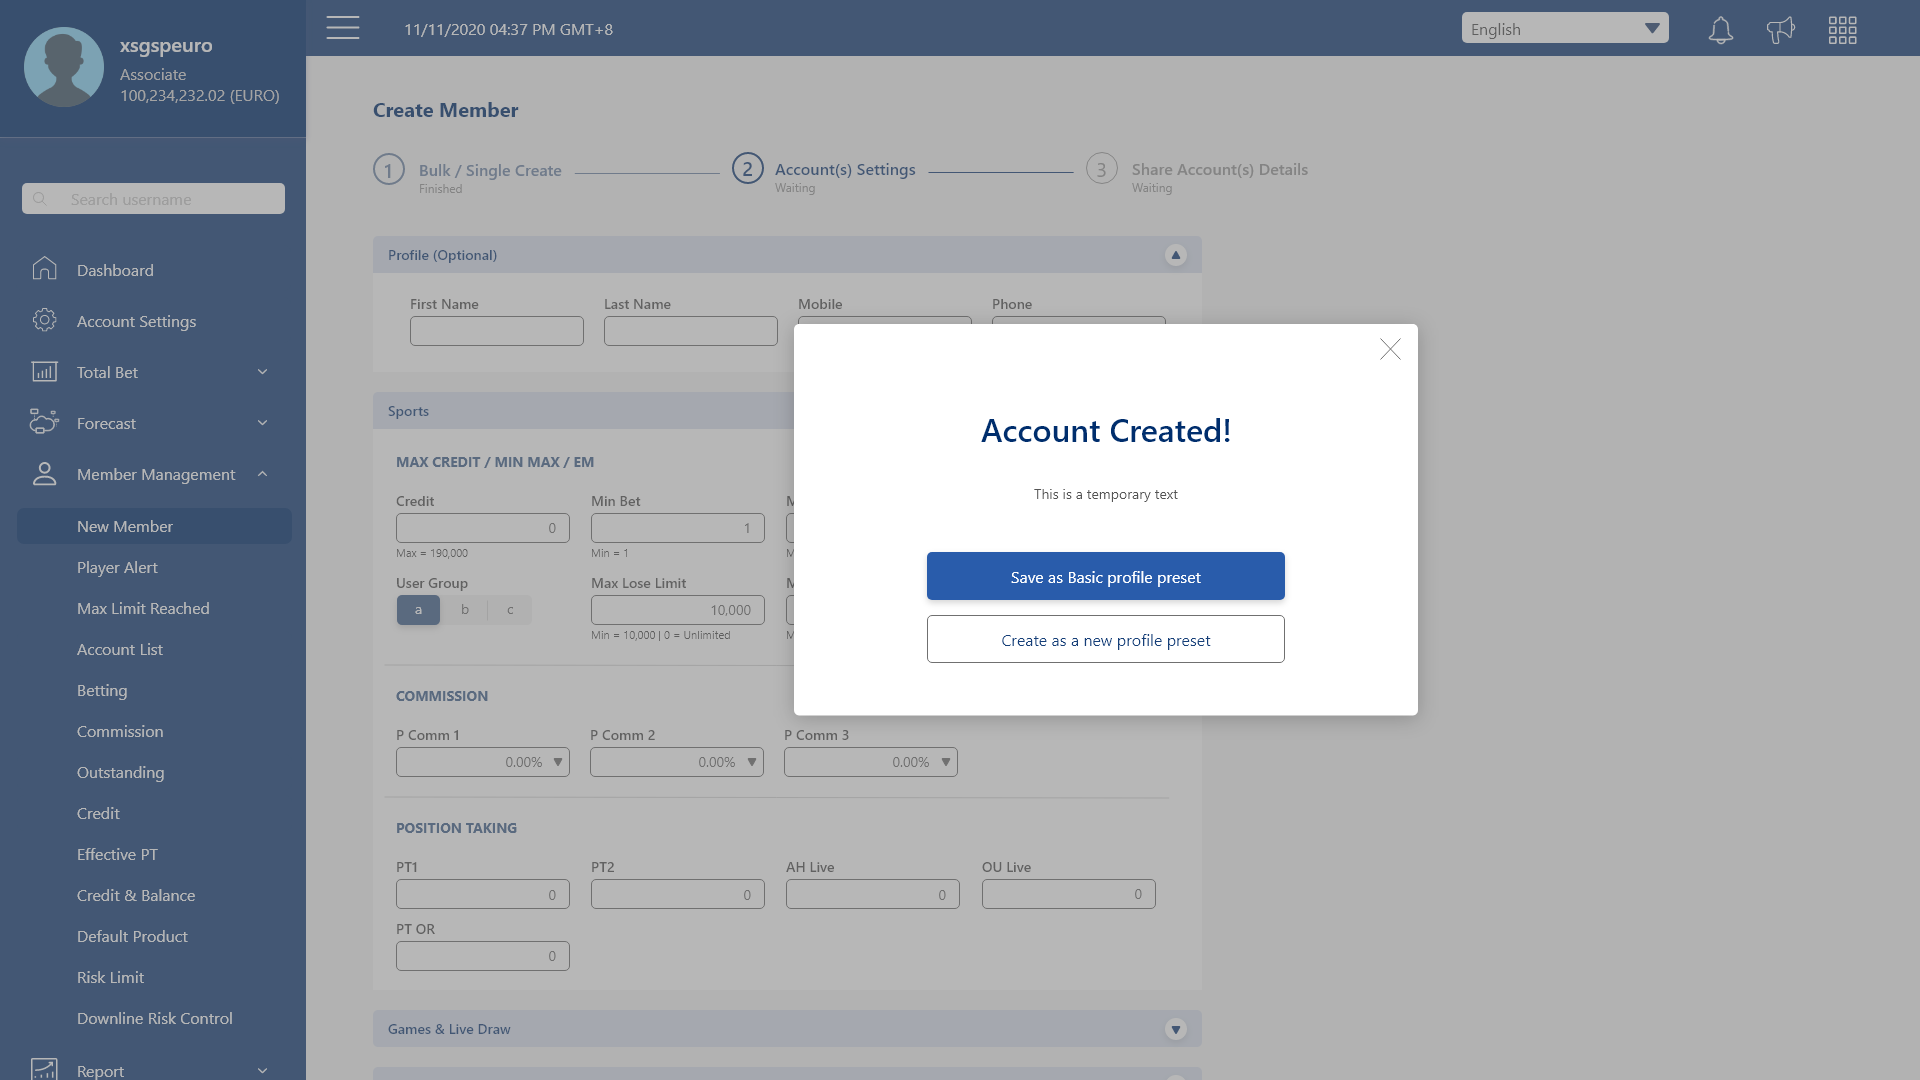 xsgspeuro
Associate
100,234,232.02 (EURO)
Search username
Dashboard
Account Settings
Total Bet
Forecast
Member Management
New Member
Player Alert
Max Limit Reached
Account List
Betting
Commission
Outstanding
Credit
Effective PT
Credit & Balance
Default Product
Risk Limit
Downline Risk Control
Report
11/11/2020 04:37 PM GMT+8
English
Create Member
1 Bulk / Single Create
Finished
2 Account(s) Settings
Waiting
3 Share Account(s) Details
Waiting
Profile (Optional)
First Name Last Name Mobile Phone
Sports
MAX CREDIT / MIN MAX / EM
Credit Min Bet
0 1
Max = 190,000 Min = 1
User Group Max Lose Limit
a b c 10,000
Min = 10,000 | 0 = Unlimited
COMMISSION
P Comm 1 P Comm 2 P Comm 3
0.00% 0.00% 0.00%
POSITION TAKING
PT1 PT2 AH Live OU Live
0 0 0 0
PT OR
0
Games & Live Draw
Account Created!
This is a temporary text
Save as Basic profile preset
Create as a new profile preset